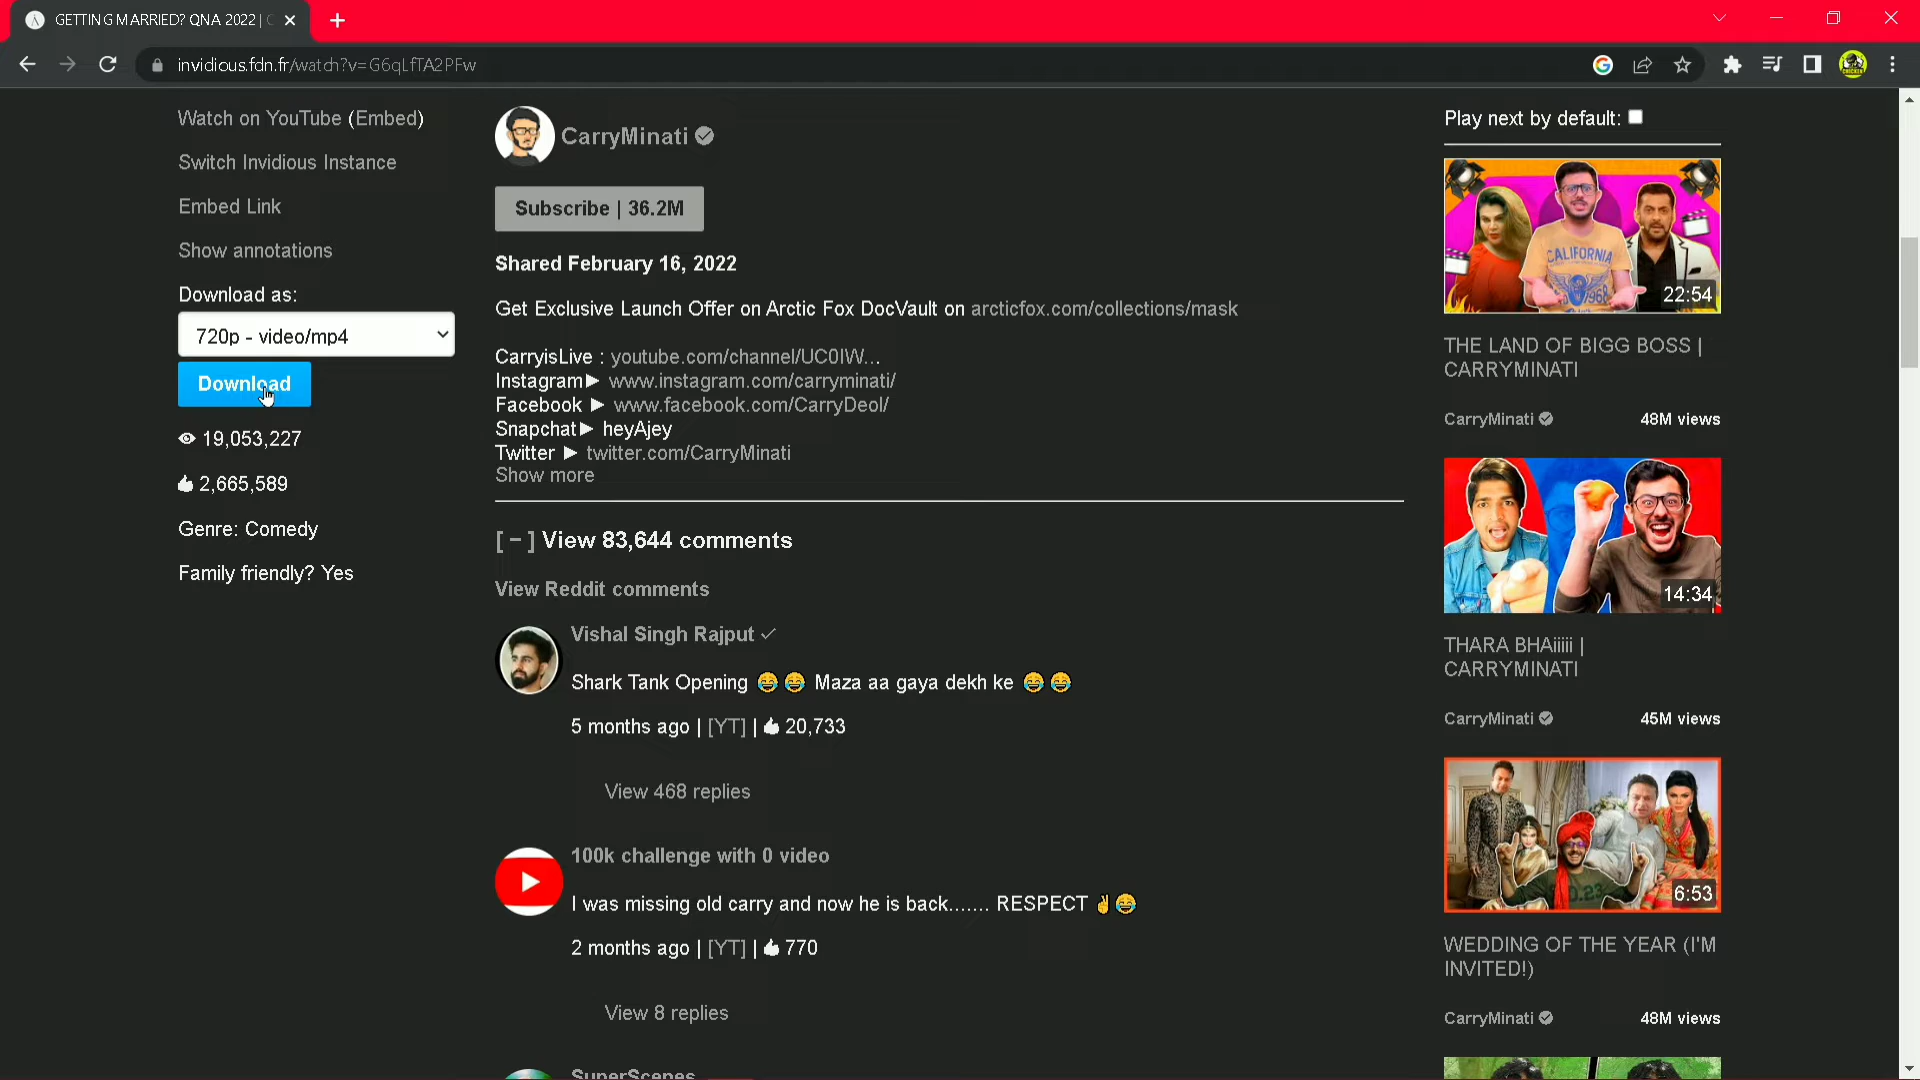 GETTING MARRIED? QNA 2022 |
invidious.fdn.fr/watch?v=G6qLfTA2PFw
Watch on YouTube (Embed)
Switch Invidious Instance
Embed Link
Show annotations
Download as:
720p - video/mp4
Download
19,053,227
2,665,589
Genre: Comedy
Family friendly? Yes
CarryMinati
Subscribe | 36.2M
Shared February 16, 2022
Get Exclusive Launch Offer on Arctic Fox DocVault on arcticfox.com/collections/mask
CarryisLive : youtube.com/channel/UC0IW...
Instagram► www.instagram.com/carryminati/
Facebook ► www.facebook.com/CarryDeol/
Snapchat► heyAjey
Twitter ► twitter.com/CarryMinati
Show more
[ − ] View 83,644 comments
View Reddit comments
Vishal Singh Rajput ✓
Shark Tank Opening 😂😂 Maza aa gaya dekh ke 😂😂
5 months ago | [YT] | 👍 20,733
View 468 replies
100k challenge with 0 video
I was missing old carry and now he is back....... RESPECT ✌😂
2 months ago | [YT] | 👍 770
View 8 replies
SuperScenes
Play next by default:
CALIFORNIA
22:54
THE LAND OF BIGG BOSS |
CARRYMINATI
CarryMinati 48M views
14:34
THARA BHAiiiii |
CARRYMINATI
CarryMinati 45M views
6:53
WEDDING OF THE YEAR (I'M
INVITED!)
CarryMinati 48M views